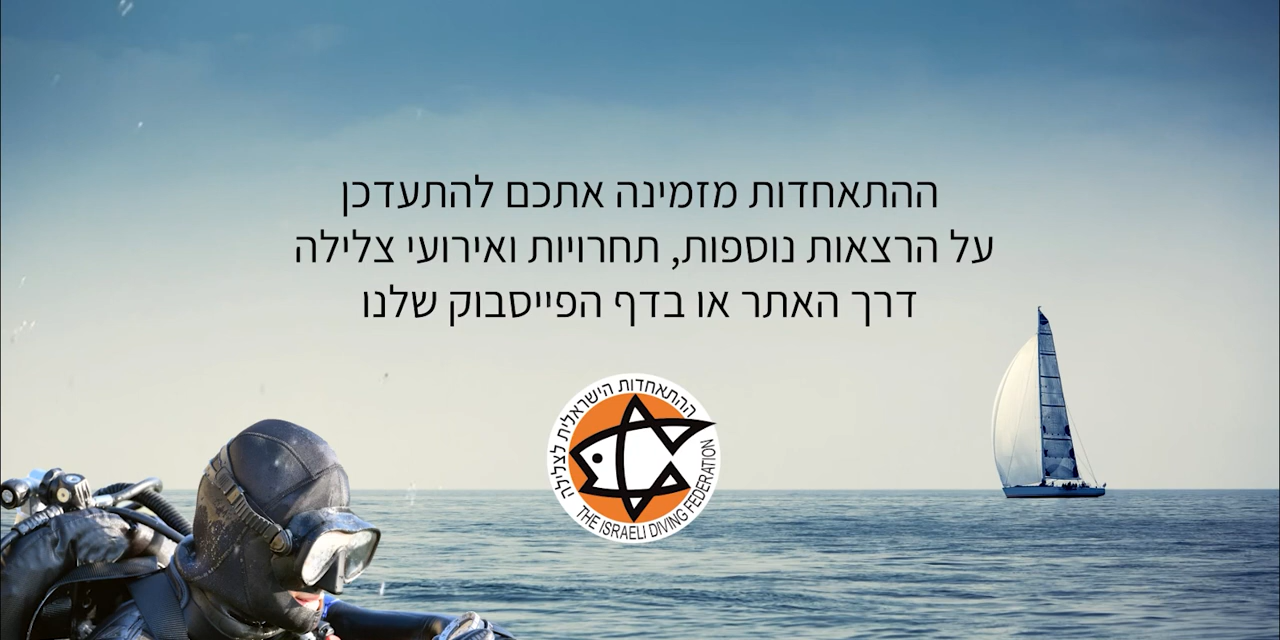 ההתאחדות מזמינה אתכם להתעדכן
על הרצאות נוספות, תחרויות ואירועי צלילה
דרך האתר או בדף הפייסבוק שלנו
ההתאחדות הישראלית לצלילה
THE ISRAELI DIVING FEDERATION